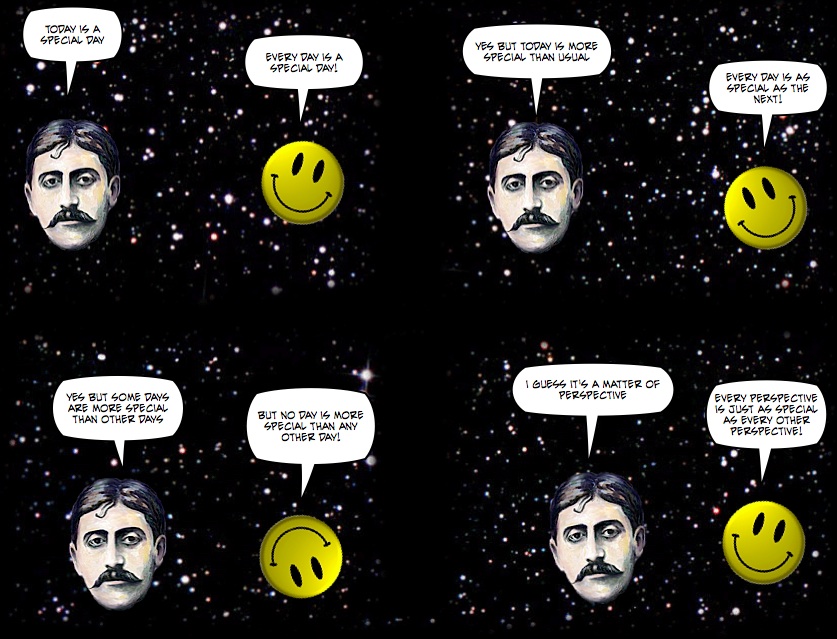 TODAY IS A
SPECIAL DAY
EVERY DAY IS A
SPECIAL DAY!
YES BUT TODAY IS MORE
SPECIAL THAN USUAL
EVERY DAY IS AS
SPECIAL AS THE
NEXT!
YES BUT SOME DAYS
ARE MORE SPECIAL
THAN OTHER DAYS
BUT NO DAY IS MORE
SPECIAL THAN ANY
OTHER DAY!
I GUESS IT'S A MATTER OF
PERSPECTIVE
EVERY PERSPECTIVE
IS JUST AS SPECIAL
AS EVERY OTHER
PERSPECTIVE!